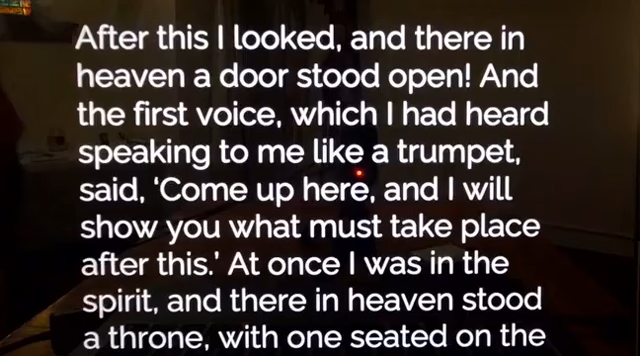 After this I looked, and there in
heaven a door stood open! And
the first voice, which I had heard
speaking to me like a trumpet,
said, ‘Come up here, and I will
show you what must take place
after this.’ At once I was in the
spirit, and there in heaven stood
a throne, with one seated on the